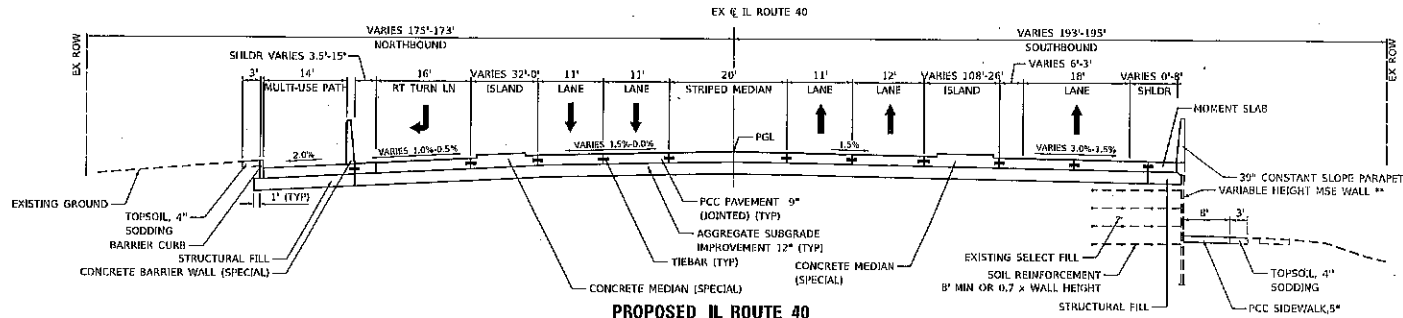 EX ℄ IL ROUTE 40
EX ROW
VARIES 175'-173'
NORTHBOUND
VARIES 193'-195'
SOUTHBOUND
EX ROW
SHLDR VARIES 3.5'-15"
VARIES 6'-3'
3'
14'
MULTI-USE PATH
16'
RT TURN LN
VARIES 32'-0'
ISLAND
11'
LANE
11'
LANE
20'
STRIPED MEDIAN
11'
LANE
12'
LANE
VARIES 108'-26'
ISLAND
18'
LANE
VARIES 0'-8'
SHLDR
MOMENT SLAB
PGL
2.0%
VARIES 1.0%-0.5%
VARIES 1.5%-0.0%
1.5%
VARIES 3.0%-1.5%
39" CONSTANT SLOPE PARAPET
VARIABLE HEIGHT MSE WALL **
EXISTING GROUND
1' (TYP)
TOPSOIL, 4"
SODDING
BARRIER CURB
STRUCTURAL FILL
CONCRETE BARRIER WALL (SPECIAL)
CONCRETE MEDIAN (SPECIAL)
PCC PAVEMENT 9"
(JOINTED) (TYP)
AGGREGATE SUBGRADE
IMPROVEMENT 12" (TYP)
TIEBAR (TYP)
CONCRETE MEDIAN
(SPECIAL)
8'
3'
EXISTING SELECT FILL
SOIL REINFORCEMENT
8' MIN OR 0.7 x WALL HEIGHT
STRUCTURAL FILL
TOPSOIL, 4"
SODDING
PCC SIDEWALK,5"
PROPOSED IL ROUTE 40